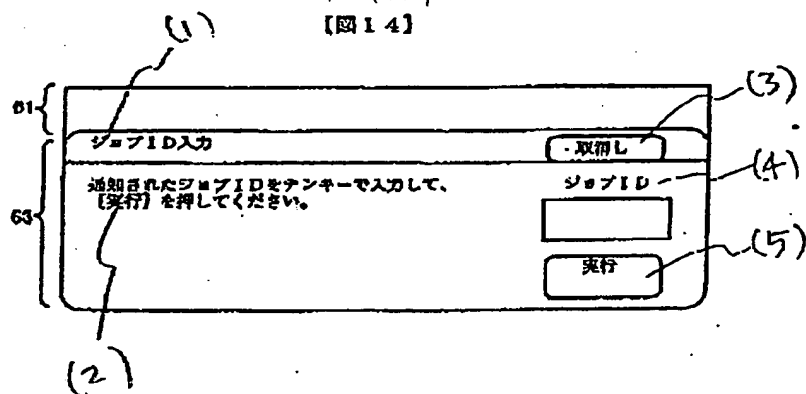 【図14】
(1)
(3)
61
ジョブID入力
取消し
63
通知されたジョブIDをテンキーで入力して、
[実行]を押してください。
ジョブID
(4)
実行
(5)
(2)